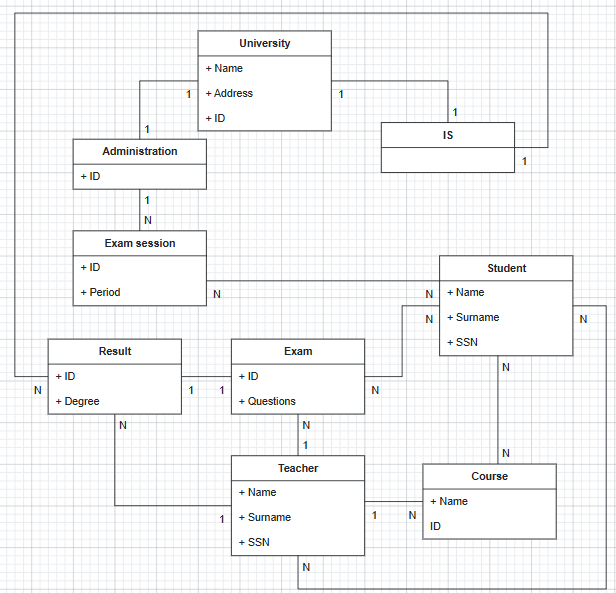 University
+ Name
+ Address
+ ID
1
1
1
1
IS
1
Administration
+ ID
1
N
Exam session
+ ID
+ Period
N
N
Student
+ Name
+ Surname
+ SSN
N
N
N
Result
+ ID
+ Degree
N
1
N
Exam
+ ID
+ Questions
1
N
N
1
Teacher
+ Name
+ Surname
+ SSN
1
1
N
N
Course
+ Name
ID
N